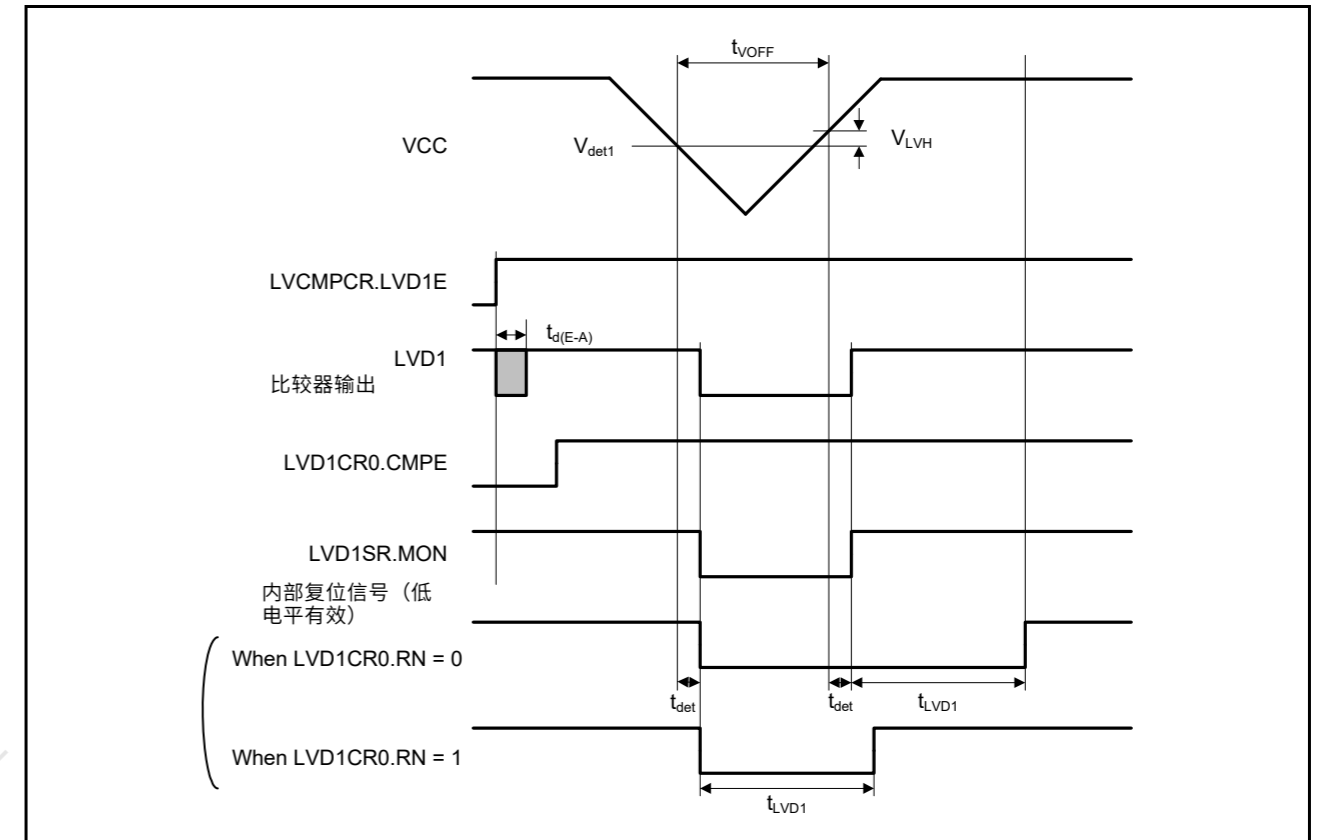 tVOFF
VCC
Vdet1
VLVH
LVCMPCR.LVD1E
td(E-A)
LVD1
比较器输出
LVD1CR0.CMPE
LVD1SR.MON
内部复位信号（低
电平有效）
When LVD1CR0.RN = 0
tdet
tdet
tLVD1
When LVD1CR0.RN = 1
tLVD1